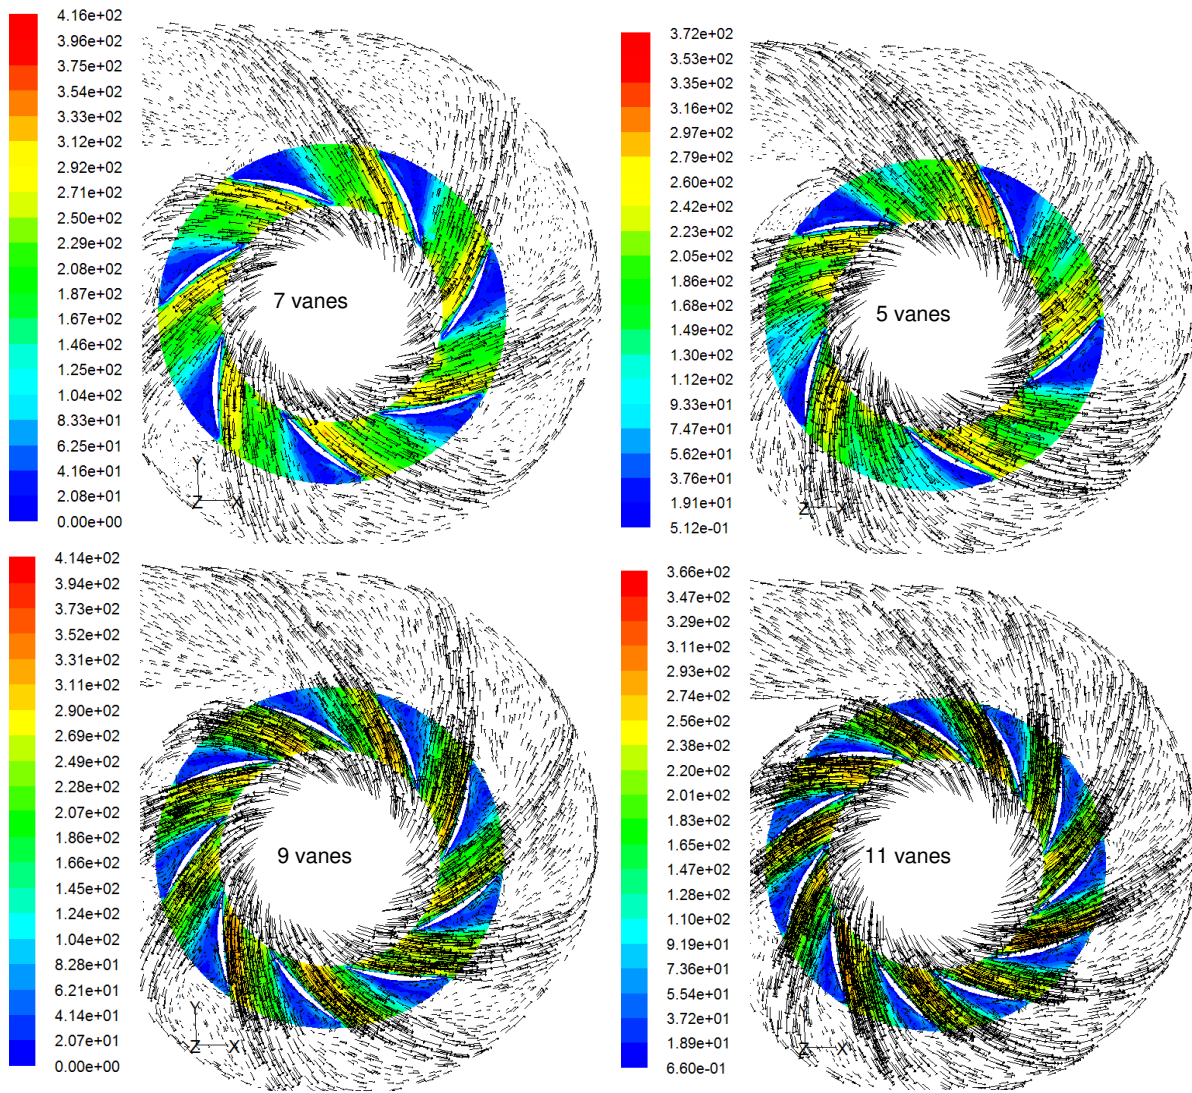 4.16e+02
3.96e+02
3.75e+02
3.54e+02
3.33e+02
3.12e+02
2.92e+02
2.71e+02
2.50e+02
2.29e+02
2.08e+02
1.87e+02
1.67e+02
1.46e+02
1.25e+02
1.04e+02
8.33e+01
6.25e+01
4.16e+01
2.08e+01
0.00e+00
7 vanes
Y
Z X
3.72e+02
3.53e+02
3.35e+02
3.16e+02
2.97e+02
2.79e+02
2.60e+02
2.42e+02
2.23e+02
2.05e+02
1.86e+02
1.68e+02
1.49e+02
1.30e+02
1.12e+02
9.33e+01
7.47e+01
5.62e+01
3.76e+01
1.91e+01
5.12e-01
5 vanes
Y
Z X
4.14e+02
3.94e+02
3.73e+02
3.52e+02
3.31e+02
3.11e+02
2.90e+02
2.69e+02
2.49e+02
2.28e+02
2.07e+02
1.86e+02
1.66e+02
1.45e+02
1.24e+02
1.04e+02
8.28e+01
6.21e+01
4.14e+01
2.07e+01
0.00e+00
9 vanes
Y
Z X
3.66e+02
3.47e+02
3.29e+02
3.11e+02
2.93e+02
2.74e+02
2.56e+02
2.38e+02
2.20e+02
2.01e+02
1.83e+02
1.65e+02
1.47e+02
1.28e+02
1.10e+02
9.19e+01
7.36e+01
5.54e+01
3.72e+01
1.89e+01
6.60e-01
11 vanes
Y
Z X